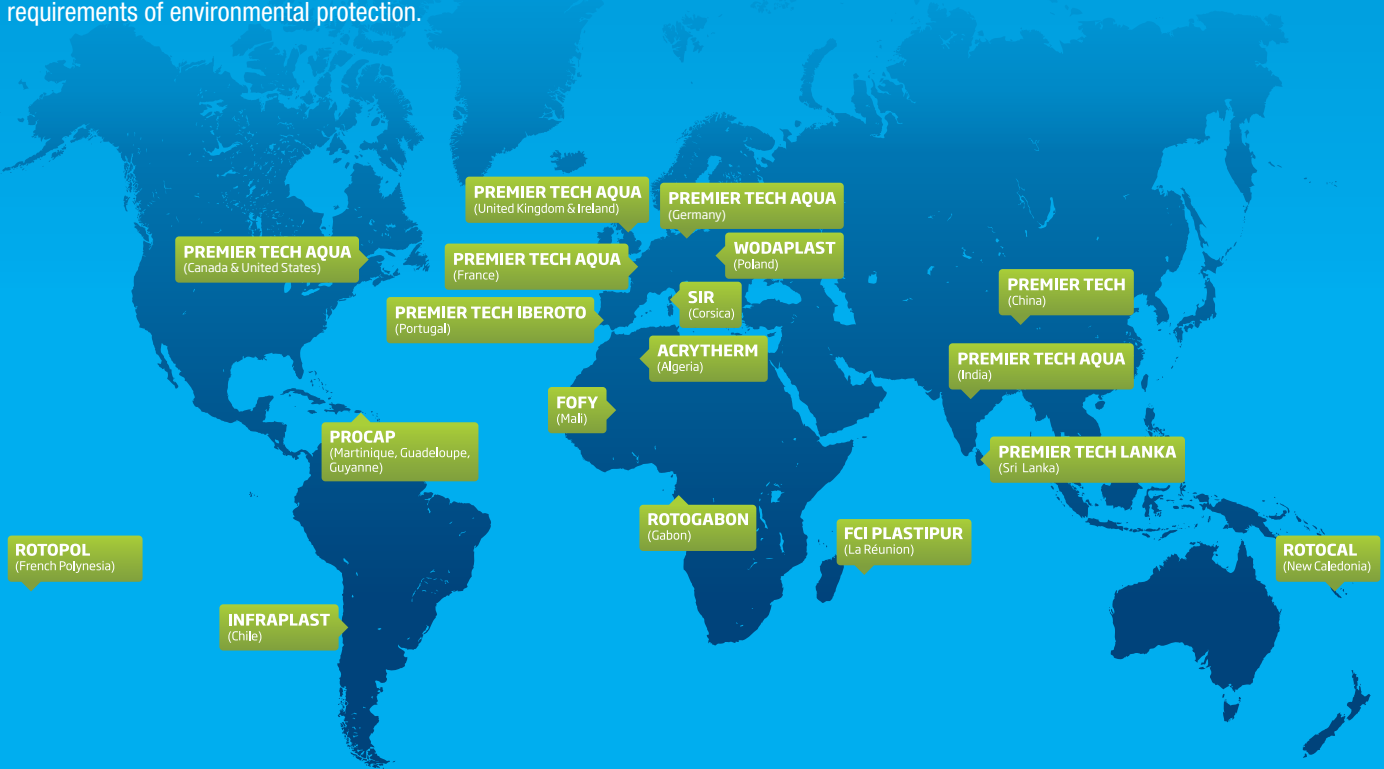 requirements of environmental protection.
PREMIER TECH AQUA
(United Kingdom & Ireland)
PREMIER TECH AQUA
(Germany)
PREMIER TECH AQUA
(Canada & United States)
PREMIER TECH AQUA
(France)
WODAPLAST
(Poland)
SIR
(Corsica)
PREMIER TECH
(China)
PREMIER TECH IBEROTO
(Portugal)
ACRYTHERM
(Algeria)
PREMIER TECH AQUA
(India)
FOFY
(Mali)
PROCAP
(Martinique, Guadeloupe,
Guyanne)
PREMIER TECH LANKA
(Sri Lanka)
ROTOGABON
(Gabon)
FCI PLASTIPUR
(La Réunion)
ROTOPOL
(French Polynesia)
ROTOCAL
(New Caledonia)
INFRAPLAST
(Chile)